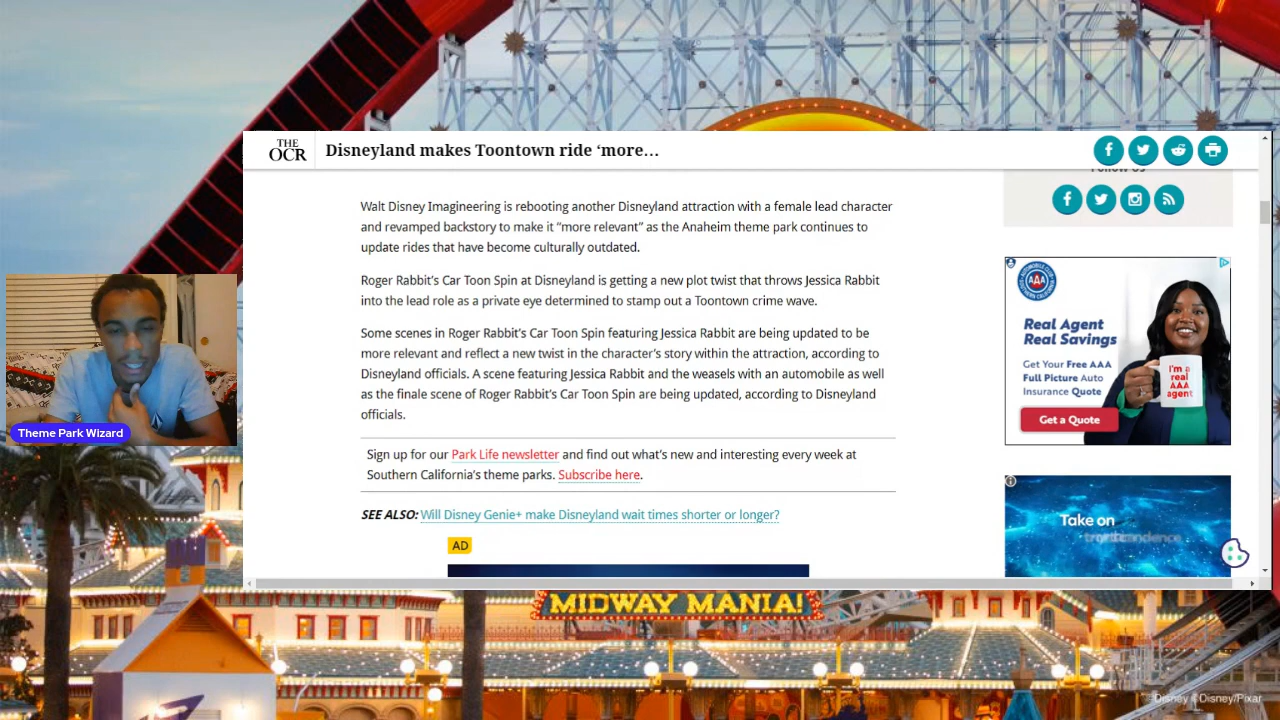 THE
OCR
Disneyland makes Toontown ride ‘more…
Follow Us
Walt Disney Imagineering is rebooting another Disneyland attraction with a female lead character
and revamped backstory to make it “more relevant” as the Anaheim theme park continues to
update rides that have become culturally outdated.
Roger Rabbit’s Car Toon Spin at Disneyland is getting a new plot twist that throws Jessica Rabbit
into the lead role as a private eye determined to stamp out a Toontown crime wave.
Some scenes in Roger Rabbit’s Car Toon Spin featuring Jessica Rabbit are being updated to be
more relevant and reflect a new twist in the character’s story within the attraction, according to
Disneyland officials. A scene featuring Jessica Rabbit and the weasels with an automobile as well
as the finale scene of Roger Rabbit’s Car Toon Spin are being updated, according to Disneyland
officials.
Sign up for our Park Life newsletter and find out what’s new and interesting every week at
Southern California’s theme parks. Subscribe here.
SEE ALSO: Will Disney Genie+ make Disneyland wait times shorter or longer?
AD
AAA
Real Agent
Real Savings
Get Your Free AAA
Full Picture Auto
Insurance Quote
Get a Quote
I'm a
real
AAA
agent
Take on
Theme Park Wizard
MIDWAY MANIA!
©Disney ©Disney/Pixar